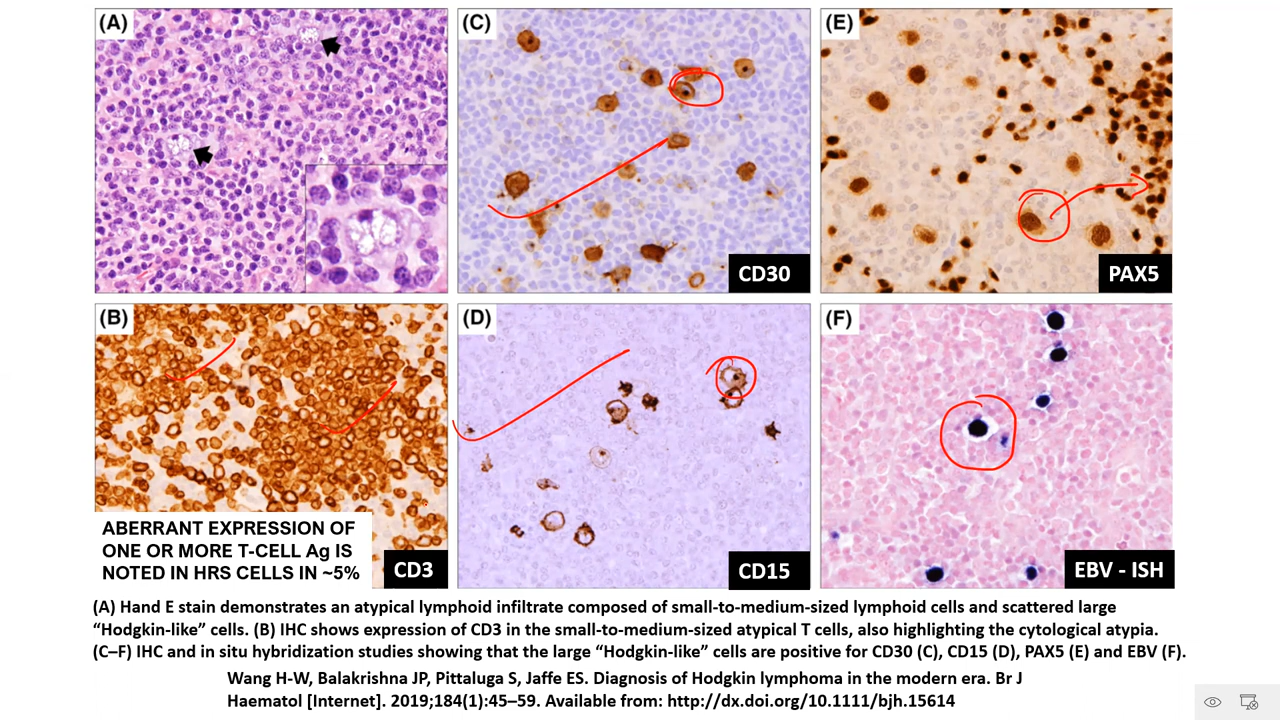 (A)
(C)
CD30
(E)
PAX5
(B)
ABERRANT EXPRESSION OF
ONE OR MORE T-CELL Ag IS
NOTED IN HRS CELLS IN ~5%
CD3
(D)
CD15
(F)
EBV - ISH
(A) Hand E stain demonstrates an atypical lymphoid infiltrate composed of small-to-medium-sized lymphoid cells and scattered large
“Hodgkin-like” cells. (B) IHC shows expression of CD3 in the small-to-medium-sized atypical T cells, also highlighting the cytological atypia.
(C–F) IHC and in situ hybridization studies showing that the large “Hodgkin-like” cells are positive for CD30 (C), CD15 (D), PAX5 (E) and EBV (F).
Wang H-W, Balakrishna JP, Pittaluga S, Jaffe ES. Diagnosis of Hodgkin lymphoma in the modern era. Br J
Haematol [Internet]. 2019;184(1):45–59. Available from: http://dx.doi.org/10.1111/bjh.15614